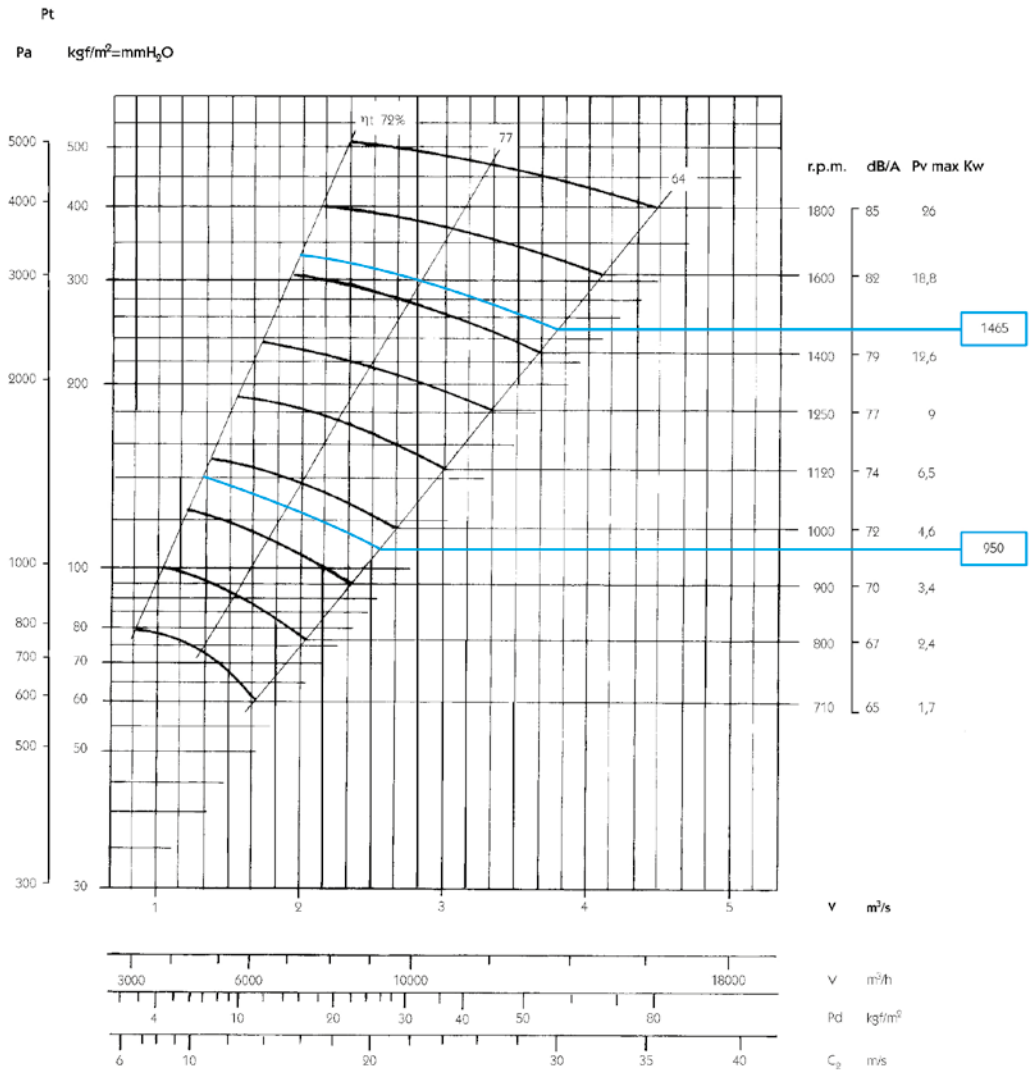 Pt
Pa kgf/m²=mmH₂O
ηt 72%
77
64
5000 500
4000 400
3000 300
2000 200
1000 100
800 80
700 70
600 60
500 50
300 30
r.p.m. dB/A Pv max Kw
1800 85 26
1600 82 18,8
1465
1400 79 12,6
1250 77 9
1120 74 6,5
1000 72 4,6
950
900 70 3,4
800 67 2,4
710 65 1,7
1 2 3 4 5 V m³/s
3000 6000 10000 18000 V m³/h
4 10 20 30 40 50 80 Pd kgf/m²
6 10 20 30 35 40 C₂ m/s